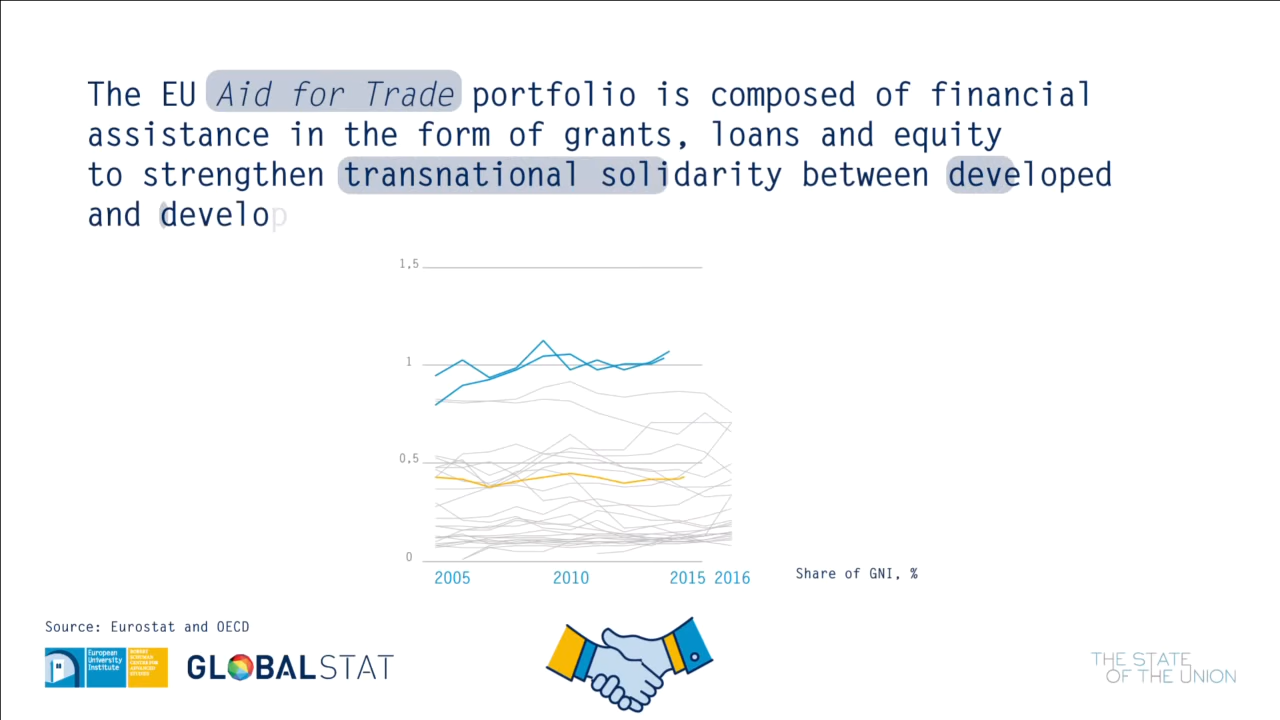 The EU Aid for Trade portfolio is composed of financial
assistance in the form of grants, loans and equity
to strengthen transnational solidarity between developed
and develop
1,5
1
0,5
0
2005 2010 2015 2016
Share of GNI, %
Source: Eurostat and OECD
European
University
Institute
GLOBALSTAT
THE STATE
OF THE UNION